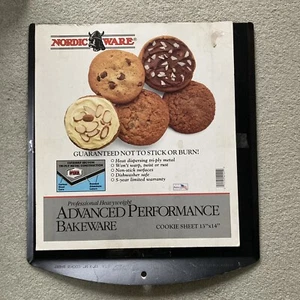 NORDIC WARE
GUARANTEED NOT TO STICK OR BURN!
Heat dispersing tri-ply metal
Won't warp, twist or rust
Non-stick surfaces
Dishwasher safe
5-year limited warranty
Professional Heavyweight
ADVANCED PERFORMANCE
BAKEWARE
COOKIE SHEET 13"x14"